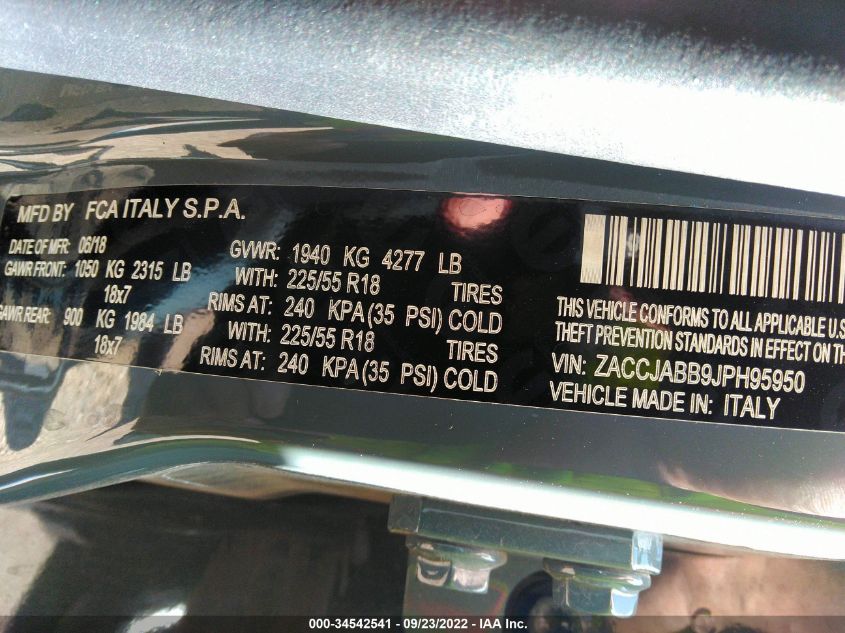 MFD BY FCA ITALY S.P.A.
DATE OF MFR: 06/18 GVWR: 1940 KG 4277 LB
GAWR FRONT: 1050 KG 2315 LB WITH: 225/55 R18 TIRES
18x7 RIMS AT: 240 KPA (35 PSI) COLD
GAWR REAR: 900 KG 1984 LB WITH: 225/55 R18 TIRES
18x7 RIMS AT: 240 KPA (35 PSI) COLD
THIS VEHICLE CONFORMS TO ALL APPLICABLE U.S
THEFT PREVENTION STANDARDS IN EFFECT ON TH
VIN: ZACCJABB9JPH95950
VEHICLE MADE IN: ITALY
000-34542541 - 09/23/2022 - IAA Inc.